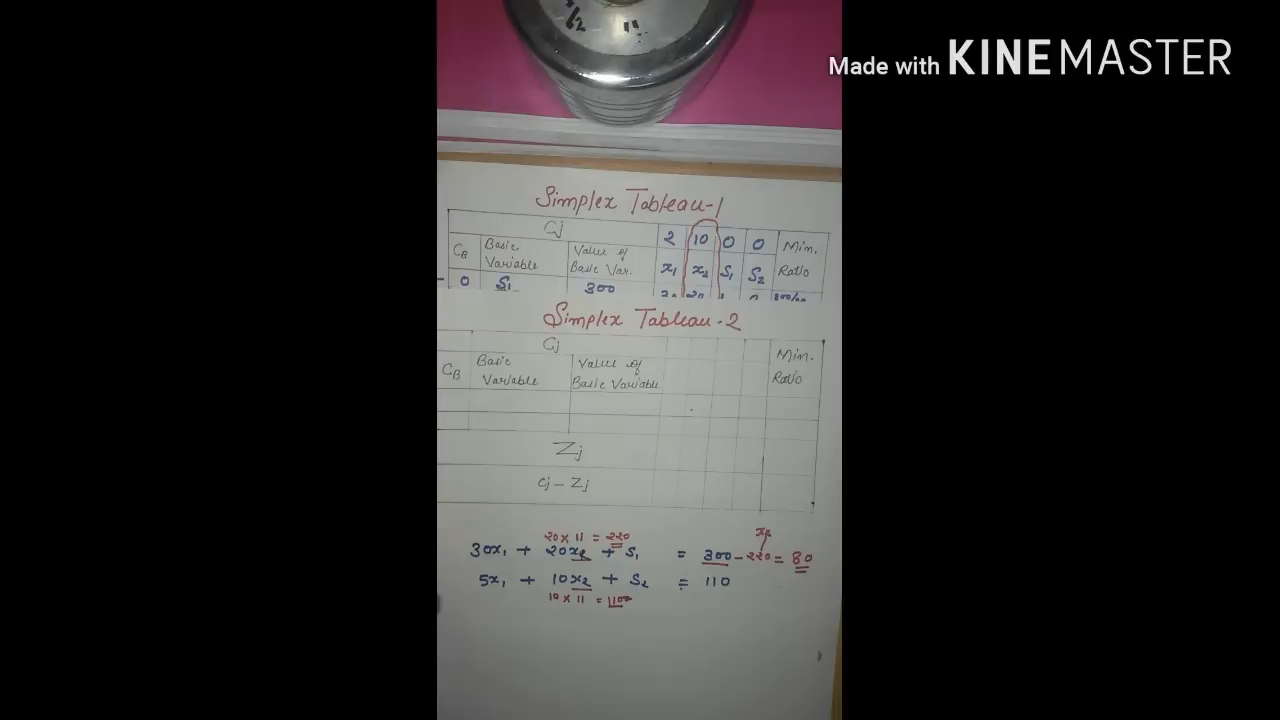 Made with KINEMASTER
Simplex Tableau-1
Cj 2 10 0 0 Min. Ratio
CB Basic Variable Value of Basic Var. x₁ x₂ S₁ S₂
0 S₁ 300
Simplex Tableau-2
Cj Min. Ratio
CB Basic Variable Value of Basic Variable
Zj
Cj - Zj
20 x 11 = 220
30x₁ + 20x₂ + S₁ = 300 - 220 = 80
5x₁ + 10x₂ + S₂ = 110
10 x 11 = 1100